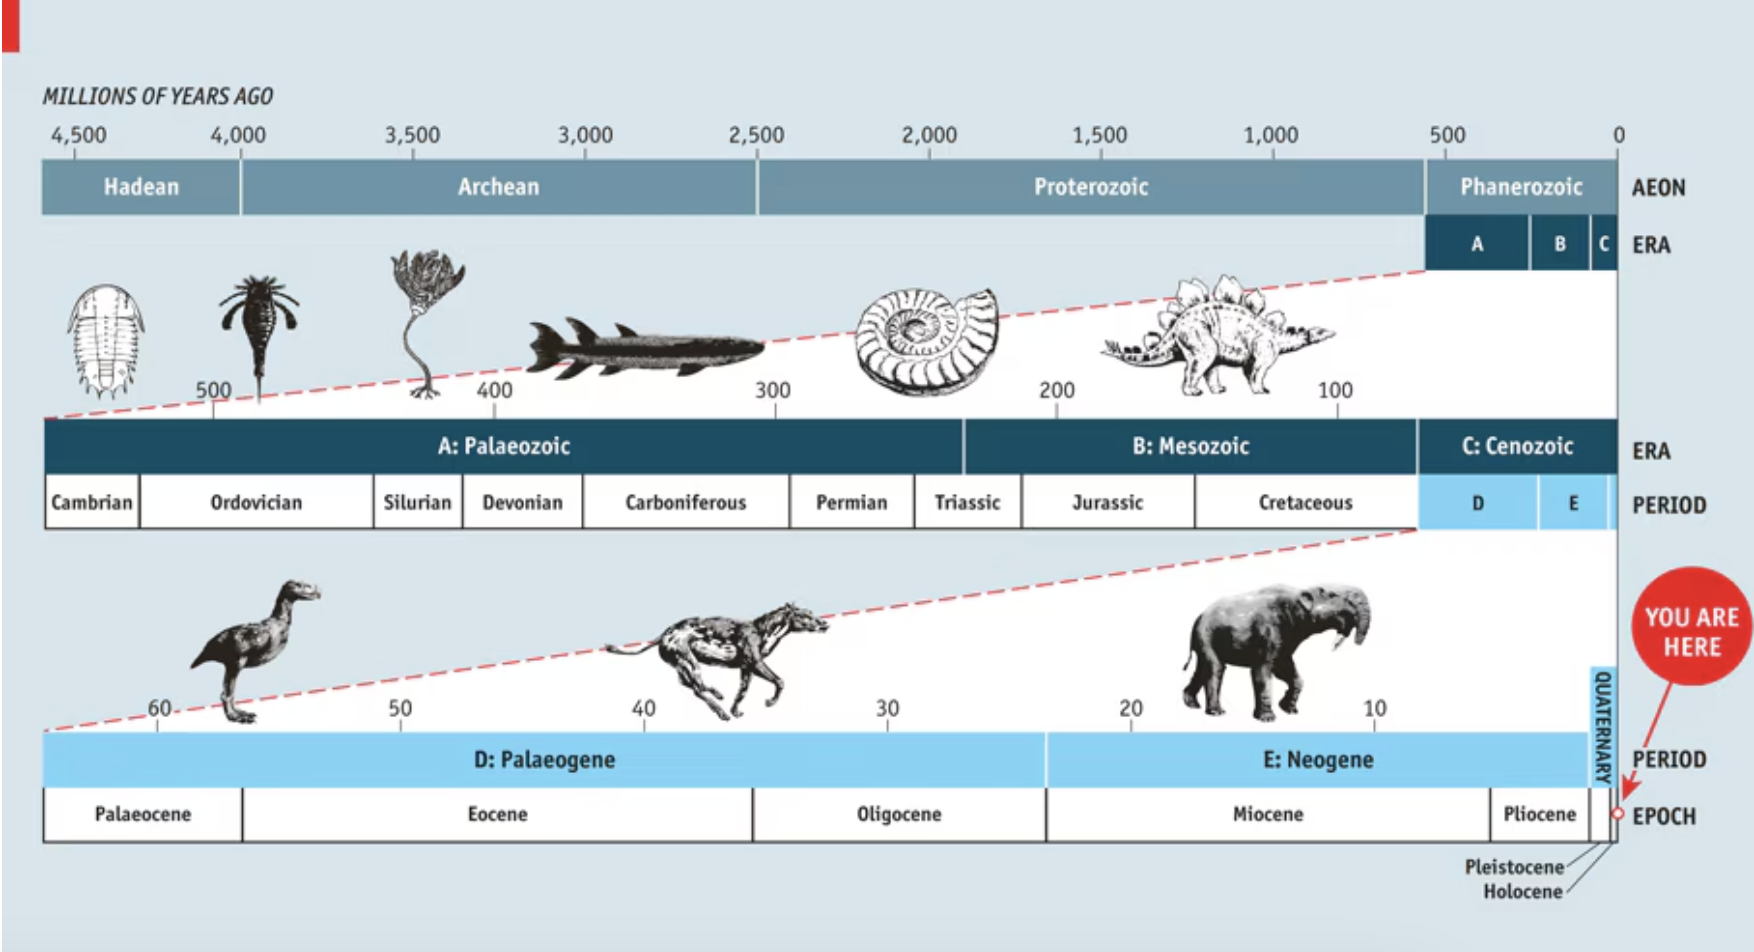 MILLIONS OF YEARS AGO
4,500 4,000 3,500 3,000 2,500 2,000 1,500 1,000 500 0
Hadean Archean Proterozoic Phanerozoic AEON
A B C ERA
500 400 300 200 100
A: Palaeozoic B: Mesozoic C: Cenozoic ERA
Cambrian Ordovician Silurian Devonian Carboniferous Permian Triassic Jurassic Cretaceous D E PERIOD
YOU ARE
HERE
60 50 40 30 20 10
QUATERNARY
D: Palaeogene E: Neogene PERIOD
Palaeocene Eocene Oligocene Miocene Pliocene EPOCH
Pleistocene
Holocene